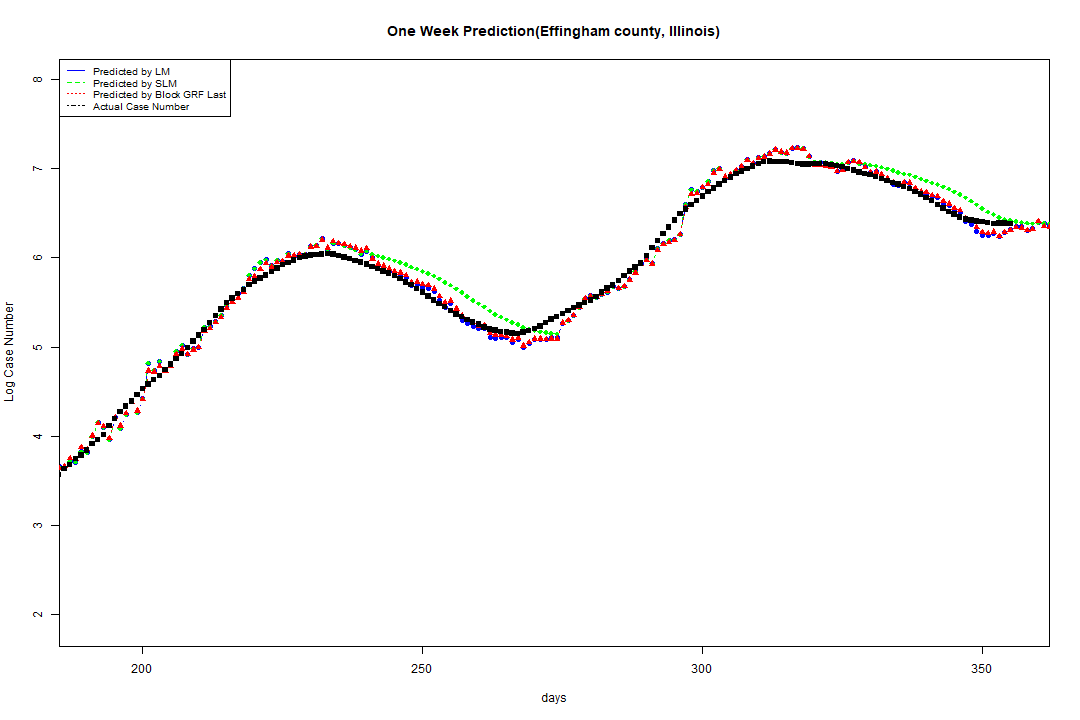 One Week Prediction(Effingham county, Illinois)
Predicted by LM
Predicted by SLM
Predicted by Block GRF Last
Actual Case Number
8
7
6
5
4
3
2
Log Case Number
200 250 300 350
days